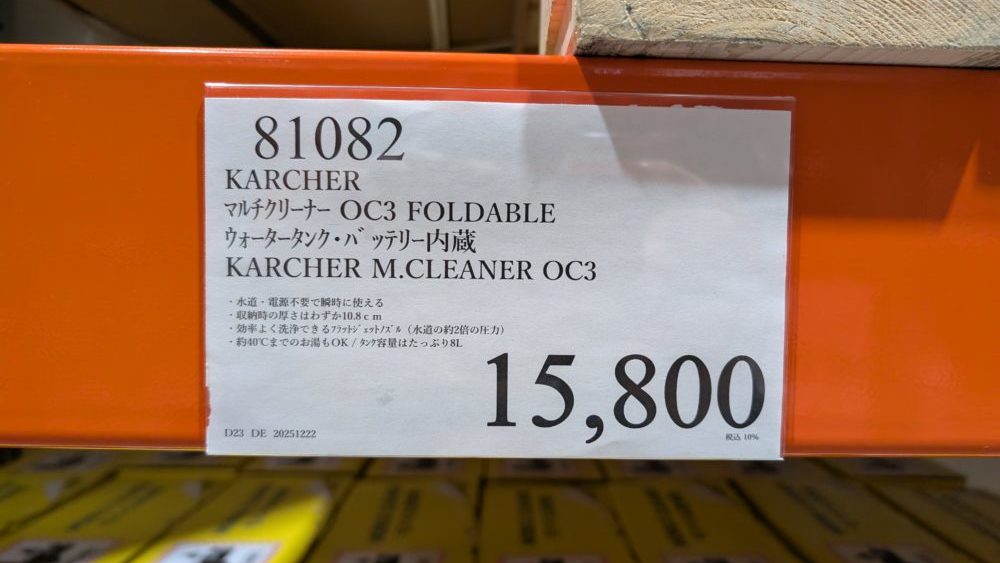 81082
KARCHER
マルチクリーナー OC3 FOLDABLE
ウォータータンク・バッテリー内蔵
KARCHER M.CLEANER OC3
・水道・電源不要で瞬時に使える
・収納時の厚さはわずか10.8ｃｍ
・効率よく洗浄できるﾌﾗｯﾄｼﾞｪｯﾄﾉｽﾞﾙ（水道の約2倍の圧力）
・約40℃までのお湯もOK / ﾀﾝｸ容量はたっぷり8L
15,800
税込 10%
D23 DE 20251222